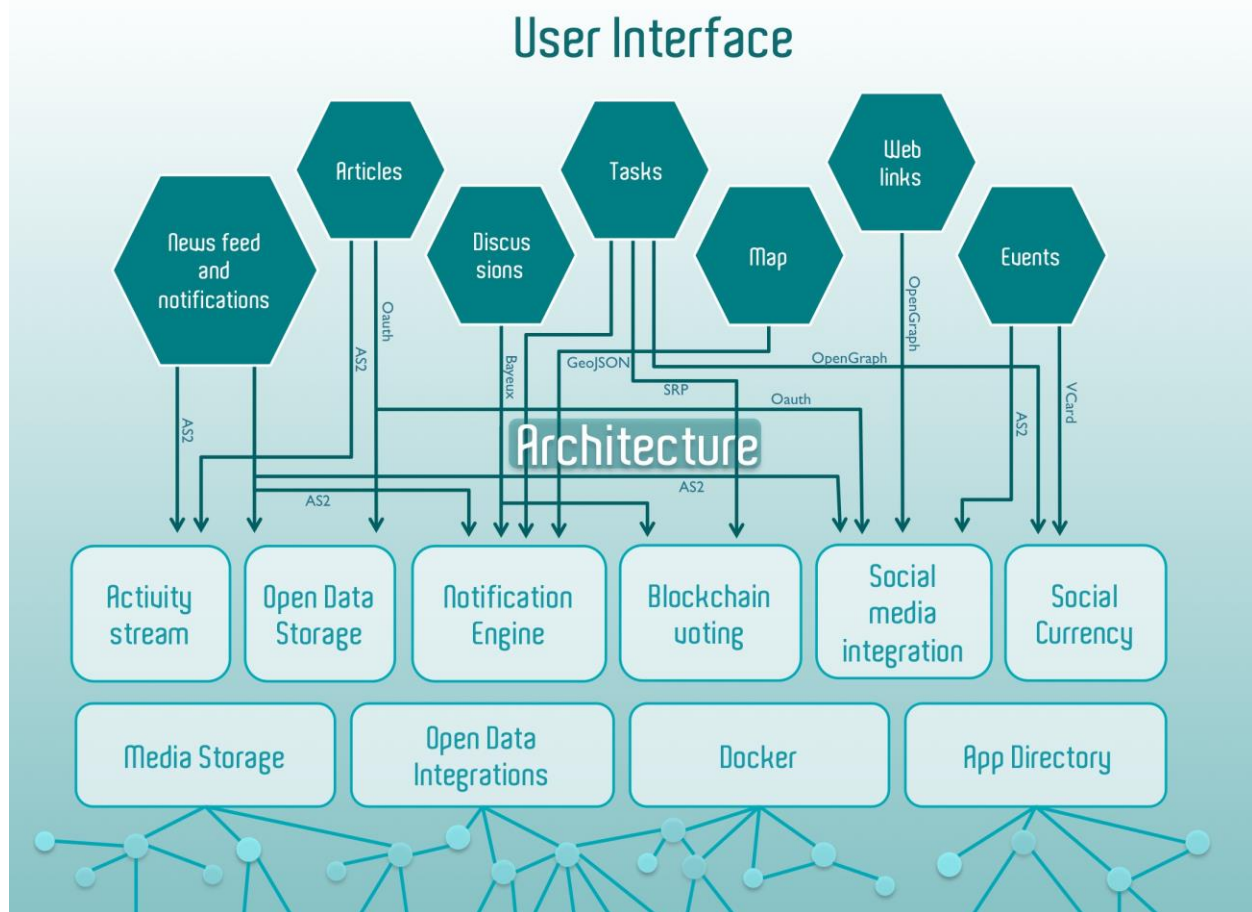 User Interface
Articles
Tasks
Web
links
News feed
and
notifications
Discus
sions
Map
Events
Oauth
AS2
Bayeux
GeoJSON
SRP
OpenGraph
OpenGraph
VCard
AS2
AS2
Oauth
Architecture
AS2
AS2
Activity
stream
Open Data
Storage
Notification
Engine
Blockchain
voting
Social
media
integration
Social
Currency
Media Storage
Open Data
Integrations
Docker
App Directory